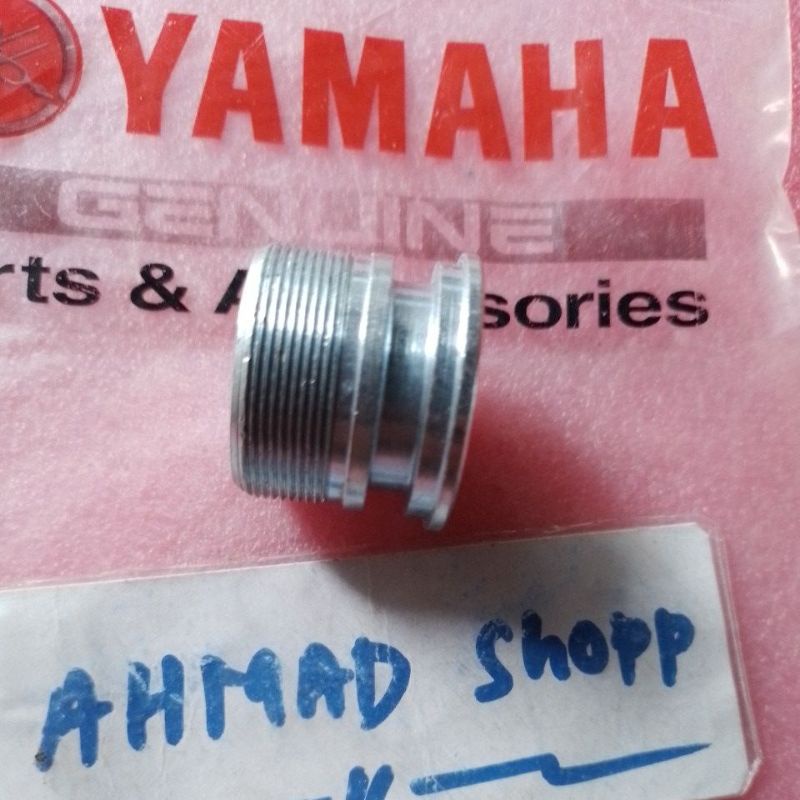 YAMAHA
GENUINE
rts & A sories
AHMAD Shopp